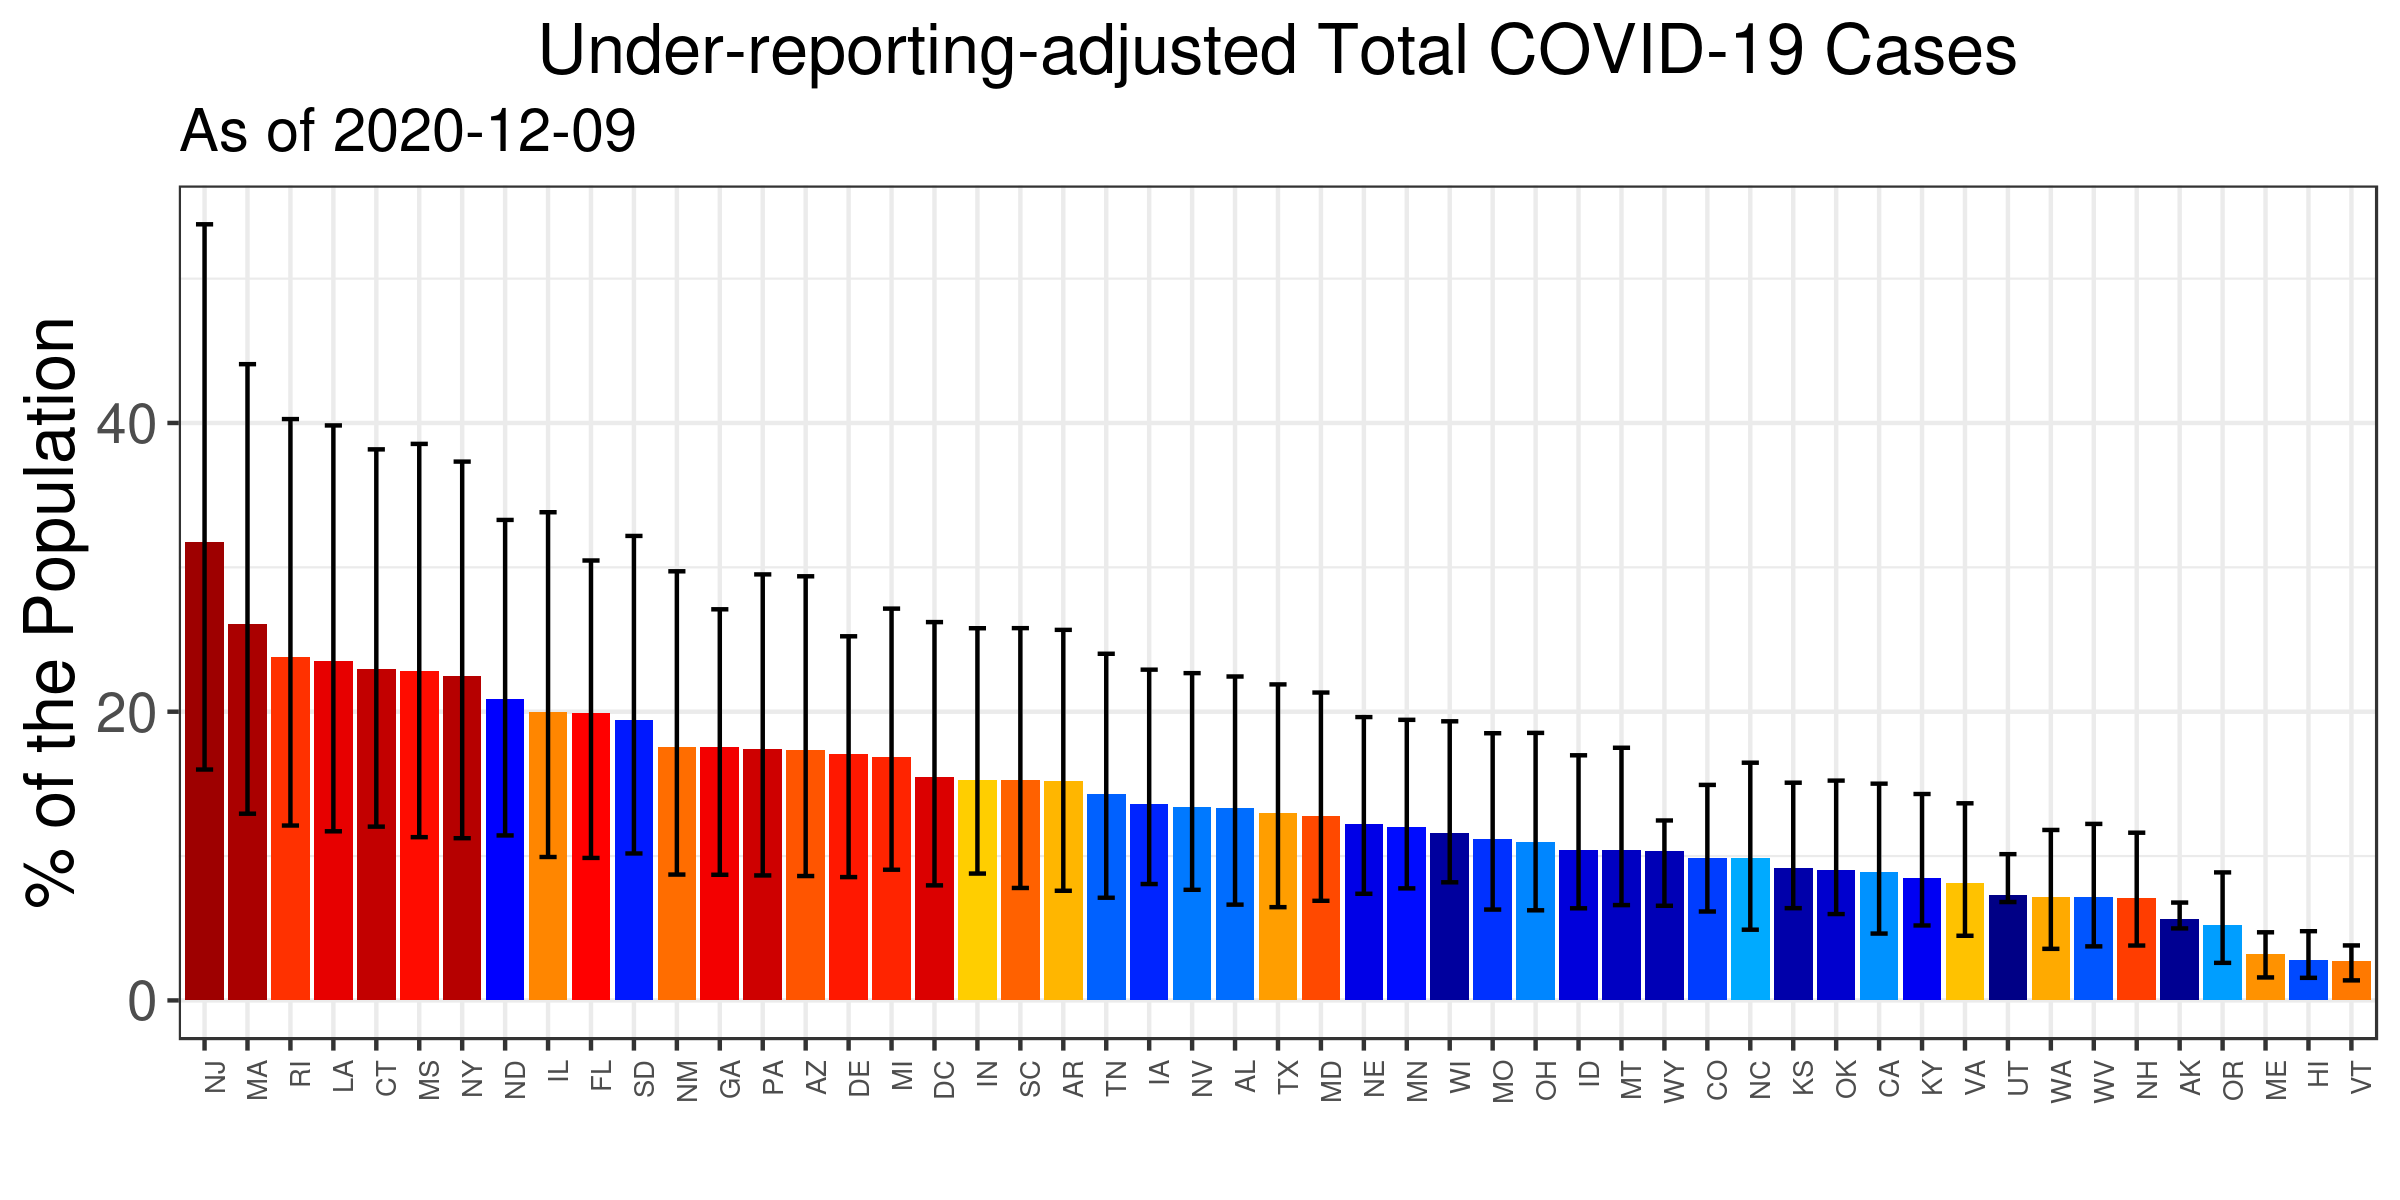 Under-reporting-adjusted Total COVID-19 Cases
As of 2020-12-09
% of the Population
40
20
0
NJ MA RI LA CT MS NY ND IL FL SD NM GA PA AZ DE MI DC IN SC AR TN IA NV AL TX MD NE MN WI MO OH ID MT WY CO NC KS OK CA KY VA UT WA WV NH AK OR ME HI VT